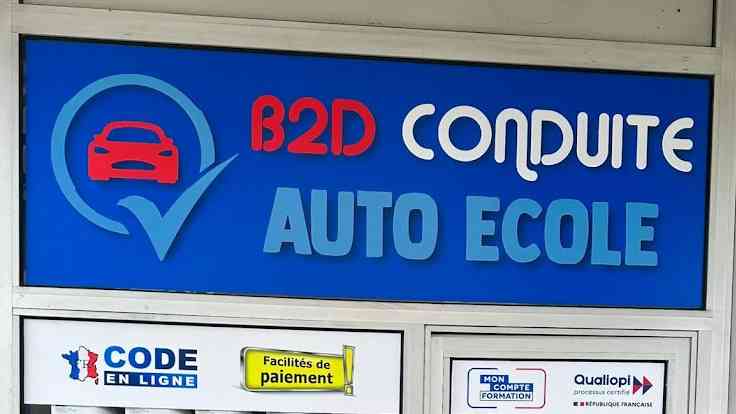 B2D CONDUITE
AUTO ECOLE
CODE
EN LIGNE
Facilités de
paiement
!
MON
COMPTE
FORMATION
Qualiopi
processus certifié
RÉPUBLIQUE FRANÇAISE